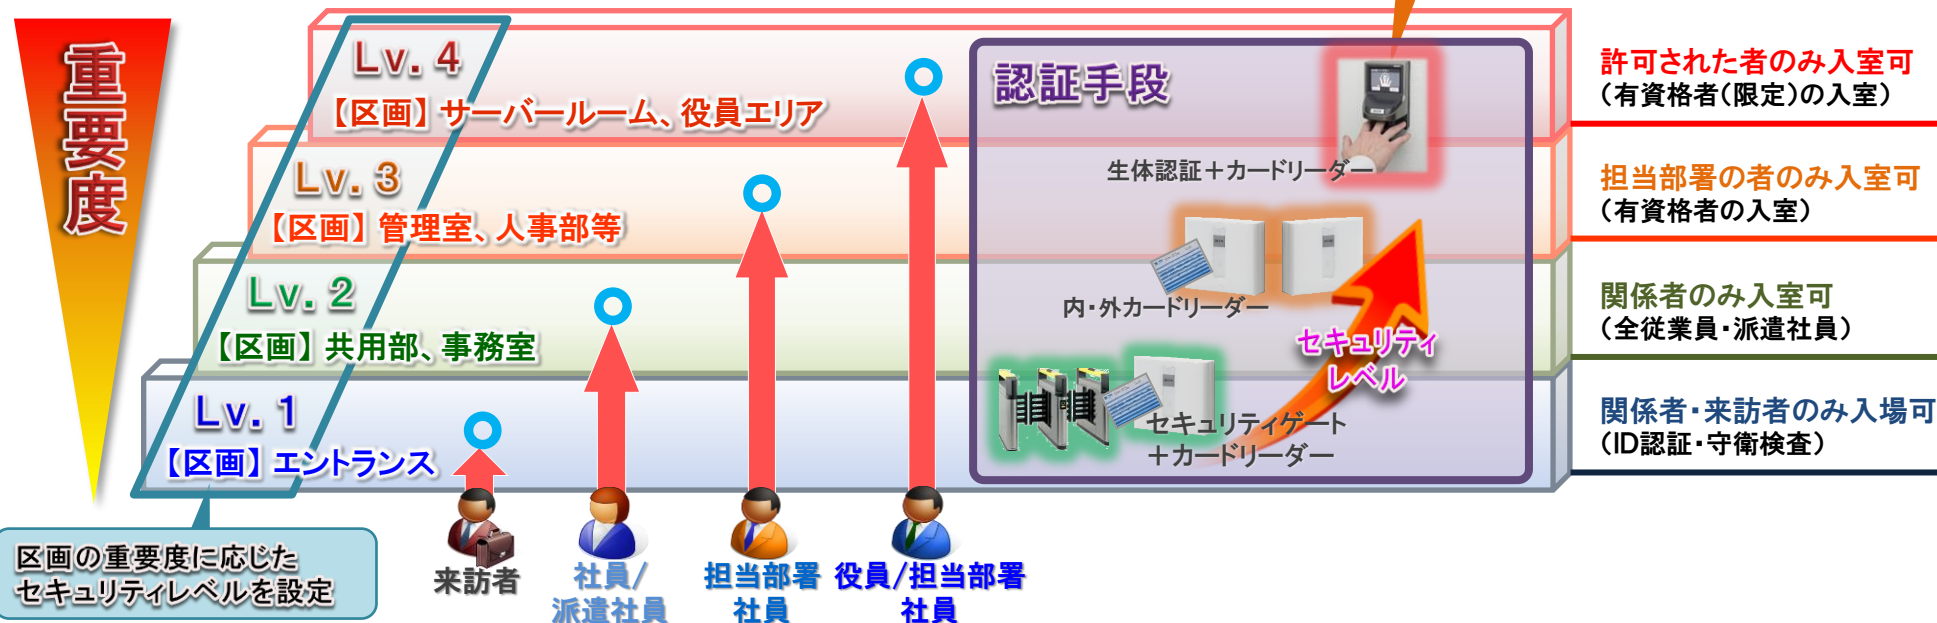 重要度
Lv. 4
【区画】サーバールーム、役員エリア
Lv. 3
【区画】管理室、人事部等
Lv. 2
【区画】共用部、事務室
Lv. 1
【区画】エントランス
区画の重要度に応じた
セキュリティレベルを設定
来訪者
社員/
派遣社員
担当部署
社員
役員/担当部署
社員
認証手段
生体認証＋カードリーダー
内・外カードリーダー
セキュリティゲート
＋カードリーダー
セキュリティ
レベル
許可された者のみ入室可
（有資格者（限定）の入室）
担当部署の者のみ入室可
（有資格者の入室）
関係者のみ入室可
（全従業員・派遣社員）
関係者・来訪者のみ入場可
（ID認証・守衛検査）